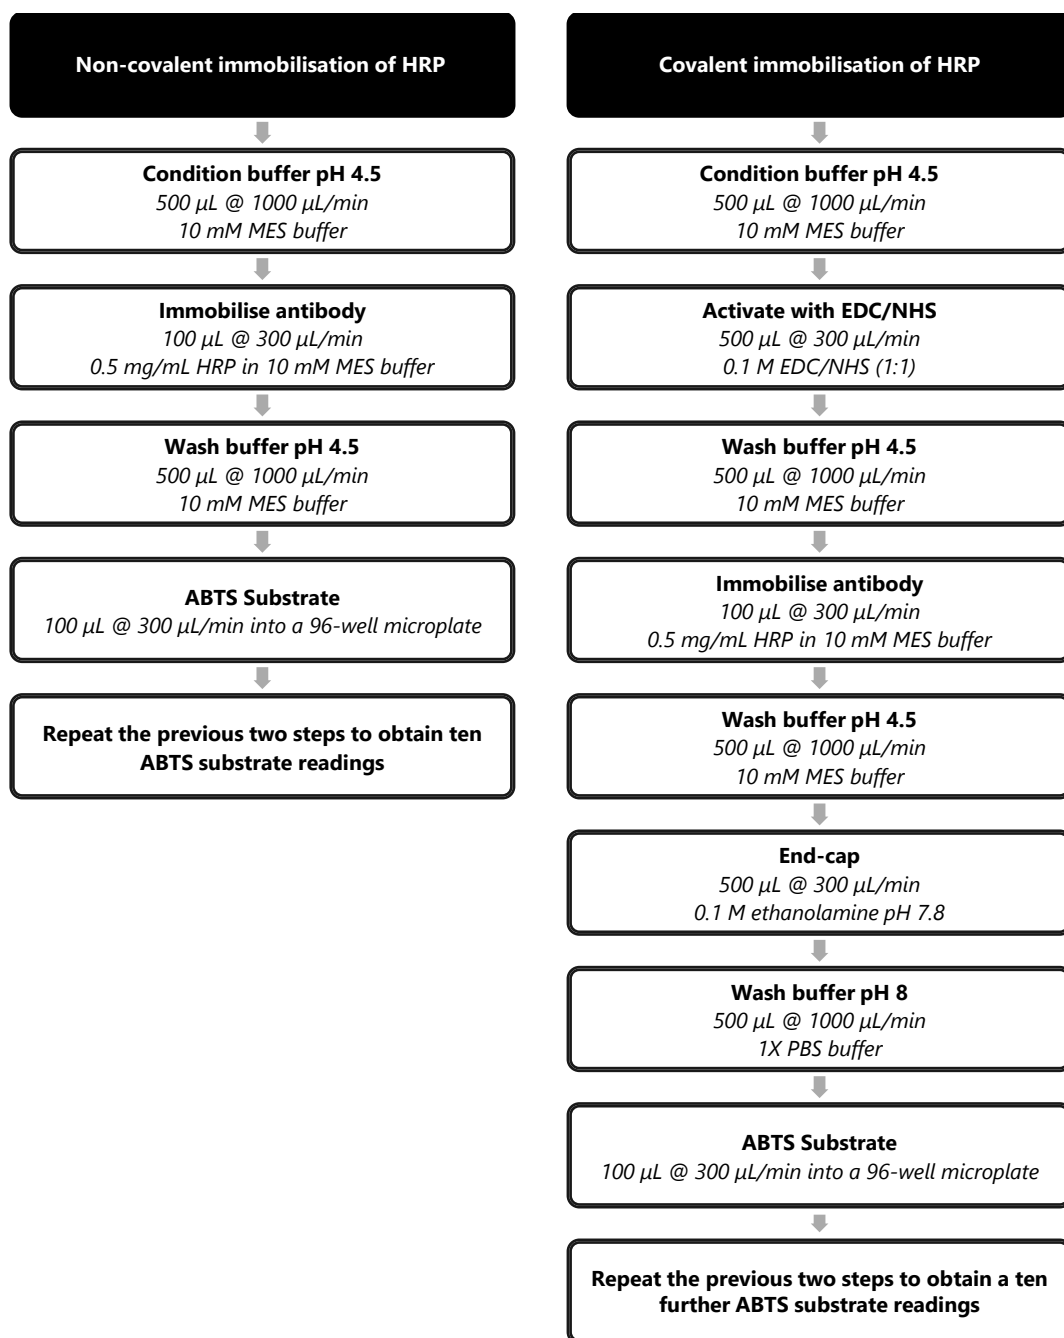 Non-covalent immobilisation of HRP
Condition buffer pH 4.5
500 µL @ 1000 µL/min
10 mM MES buffer
Immobilise antibody
100 µL @ 300 µL/min
0.5 mg/mL HRP in 10 mM MES buffer
Wash buffer pH 4.5
500 µL @ 1000 µL/min
10 mM MES buffer
ABTS Substrate
100 µL @ 300 µL/min into a 96-well microplate
Repeat the previous two steps to obtain ten
ABTS substrate readings
Covalent immobilisation of HRP
Condition buffer pH 4.5
500 µL @ 1000 µL/min
10 mM MES buffer
Activate with EDC/NHS
500 µL @ 300 µL/min
0.1 M EDC/NHS (1:1)
Wash buffer pH 4.5
500 µL @ 1000 µL/min
10 mM MES buffer
Immobilise antibody
100 µL @ 300 µL/min
0.5 mg/mL HRP in 10 mM MES buffer
Wash buffer pH 4.5
500 µL @ 1000 µL/min
10 mM MES buffer
End-cap
500 µL @ 300 µL/min
0.1 M ethanolamine pH 7.8
Wash buffer pH 8
500 µL @ 1000 µL/min
1X PBS buffer
ABTS Substrate
100 µL @ 300 µL/min into a 96-well microplate
Repeat the previous two steps to obtain a ten
further ABTS substrate readings